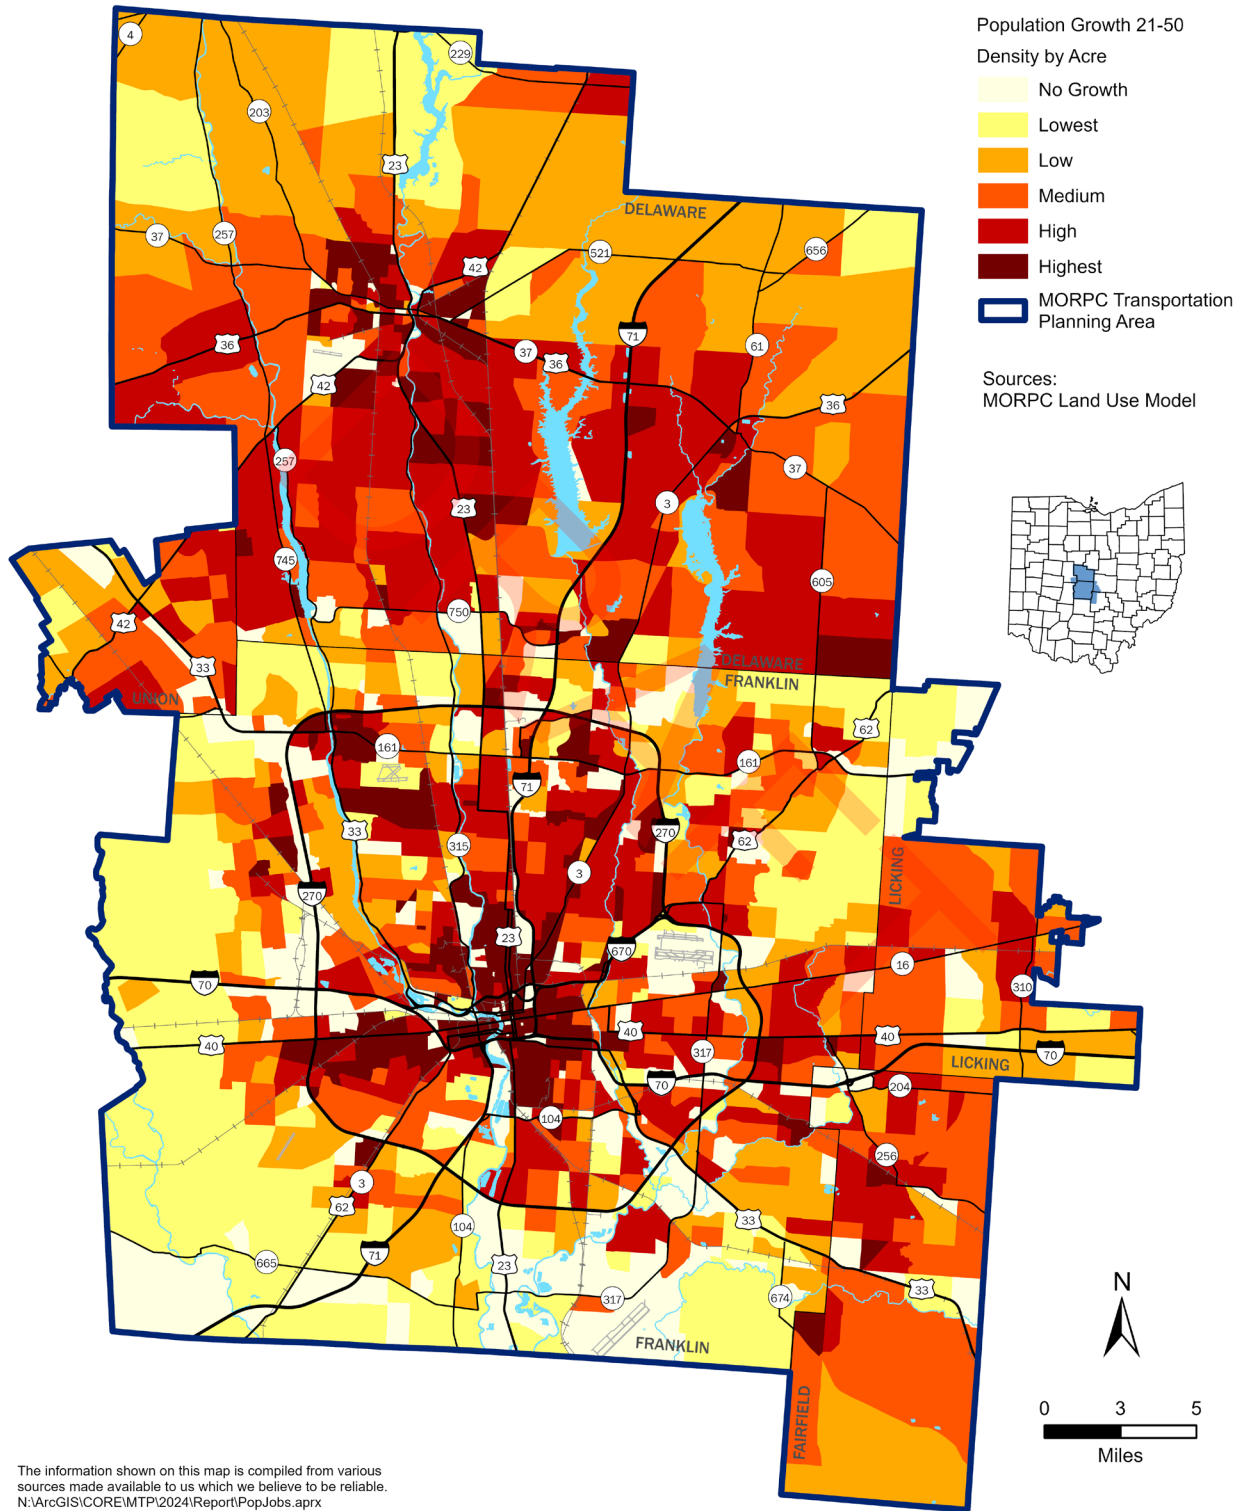 Population Growth 21-50
Density by Acre
No Growth
Lowest
Low
Medium
High
Highest
MORPC Transportation
Planning Area
Sources:
MORPC Land Use Model
4
229
203
23
DELAWARE
37
257
521
656
42
36
37
36
71
61
42
36
257
37
23
3
745
605
42
750
33
DELAWARE
FRANKLIN
UNION
62
161
161
71
33
270
62
315
LICKING
3
270
23
670
16
70
310
40
40
40
317
70
LICKING
70
204
104
256
3
62
33
104
71
665
23
33
674
317
FRANKLIN
FAIRFIELD
N
0 3 5
Miles
The information shown on this map is compiled from various
sources made available to us which we believe to be reliable.
N:\ArcGIS\CORE\MTP\2024\Report\PopJobs.aprx